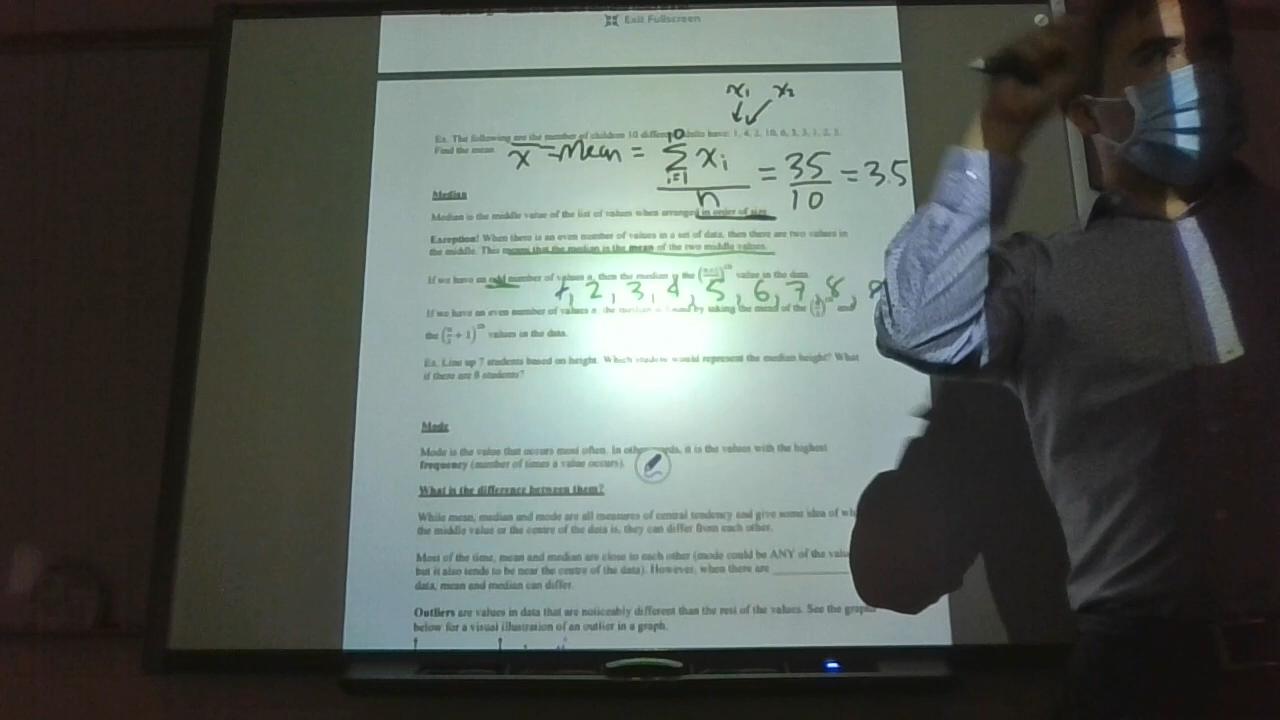 Exit Fullscreen
x₁ x₂
Ex. The following are the number of children 10 different adults have: 1, 4, 2, 10, 6, 3, 3, 1, 2, 3.
Find the mean.
x̄ = Mean = 10 Σ i=1 xᵢ / n = 35/10 = 3.5
Median
Median is the middle value of the list of values when arranged in order of size.
Exception! When there is an even number of values in a set of data, then there are two values in
the middle. This means that the median is the mean of the two middle values.
If we have an odd number of values n, then the median is the value in the data.
1, 2, 3, 4, 5, 6, 7, 8, 9
If we have an even number of values n, the median is found by taking the mean of the and
the (n/2 + 1)th values in the data.
Ex. Line up 7 students based on height. Which student would represent the median height? What
if there are 8 students?
Mode
Mode is the value that occurs most often. In other words, it is the values with the highest
frequency (number of times a value occurs).
What is the difference between them?
While mean, median and mode are all measures of central tendency and give some idea of
the middle value or the centre of the data is, they can differ from each other.
Most of the time, mean and median are close to each other (mode could be ANY of the
but it also tends to be near the centre of the data). However, when there are ____________
data, mean and median can differ.
Outliers are values in data that are noticeably different than the rest of the values. See the graph
below for a visual illustration of an outlier in a graph.